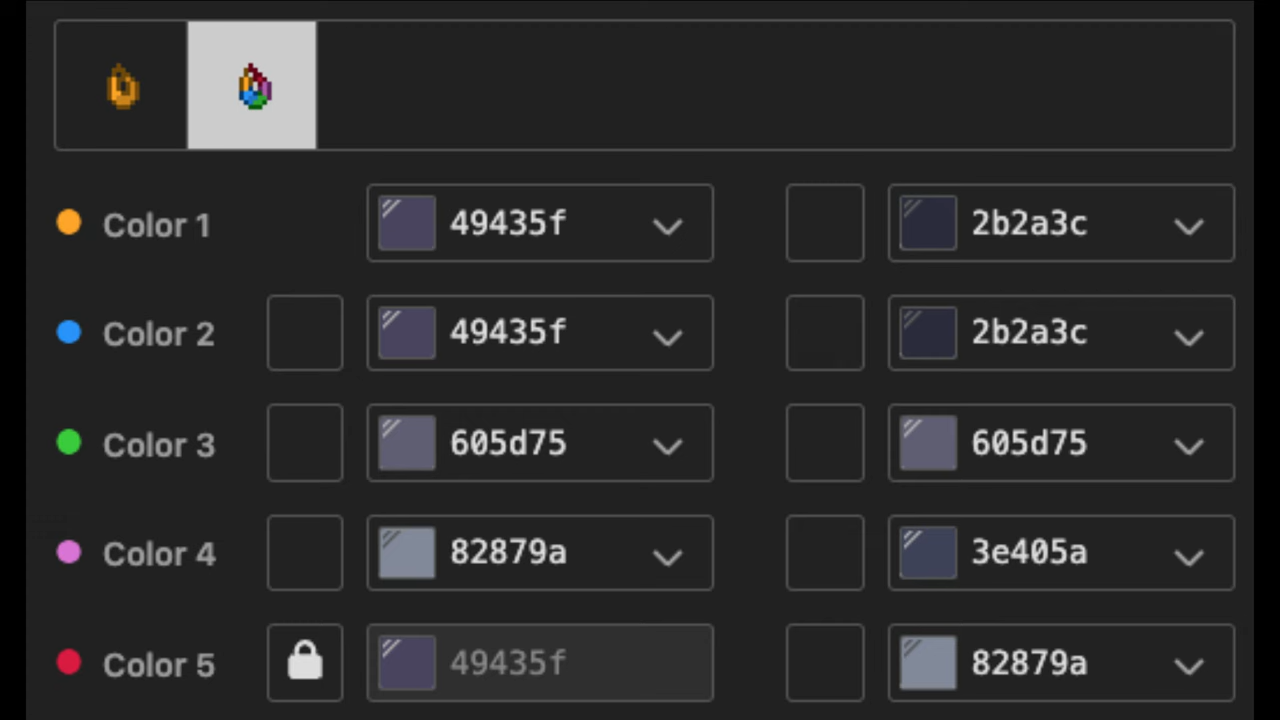 Color 1 49435f 2b2a3c
Color 2 49435f 2b2a3c
Color 3 605d75 605d75
Color 4 82879a 3e405a
Color 5 49435f 82879a